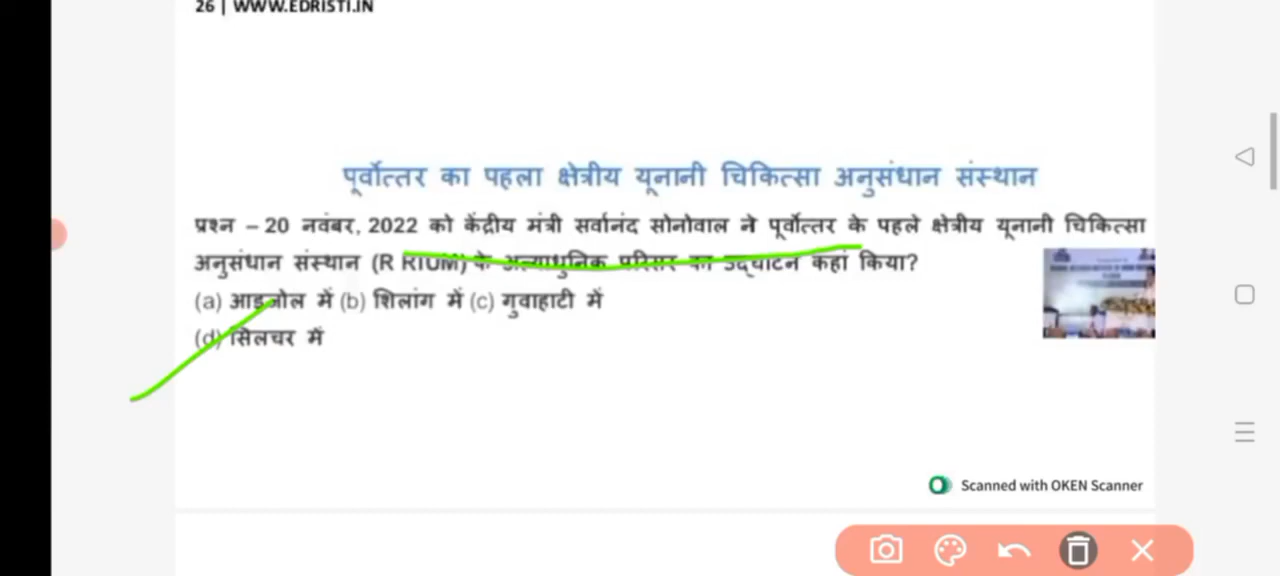 26 | WWW.EDRISTI.IN
पूर्वोत्तर का पहला क्षेत्रीय यूनानी चिकित्सा अनुसंधान संस्थान
प्रश्न – 20 नवंबर, 2022 को केंद्रीय मंत्री सर्वानंद सोनोवाल ने पूर्वोत्तर के पहले क्षेत्रीय यूनानी चिकित्सा
अनुसंधान संस्थान (R RIUM) के अत्याधुनिक परिसर का उद्घाटन कहां किया?
(a) आइजोल में (b) शिलांग में (c) गुवाहाटी में
(d) सिलचर में
Scanned with OKEN Scanner